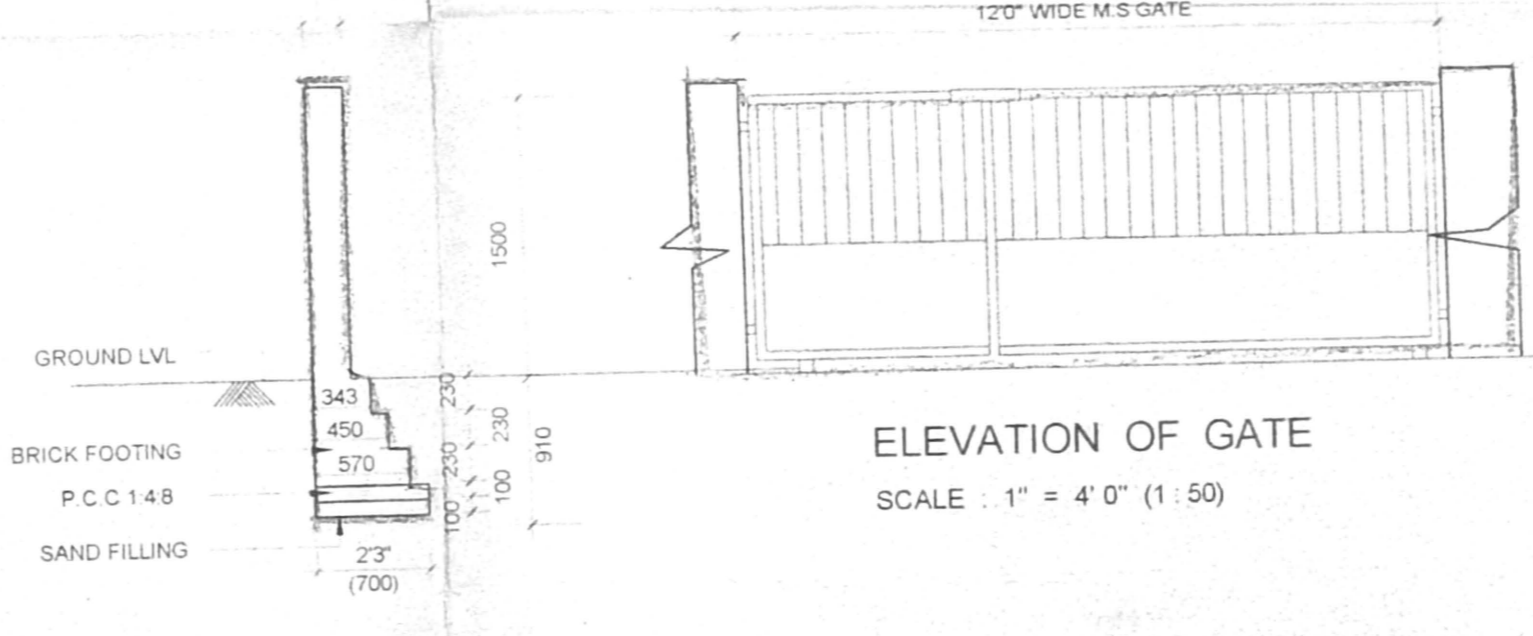 12'0" WIDE M.S GATE
1500
GROUND LVL
343
230
450
230
910
BRICK FOOTING
570
230
P.C.C 1:4:8
100
100
SAND FILLING
2'3"
(700)
ELEVATION OF GATE
SCALE : 1" = 4' 0" (1 : 50)